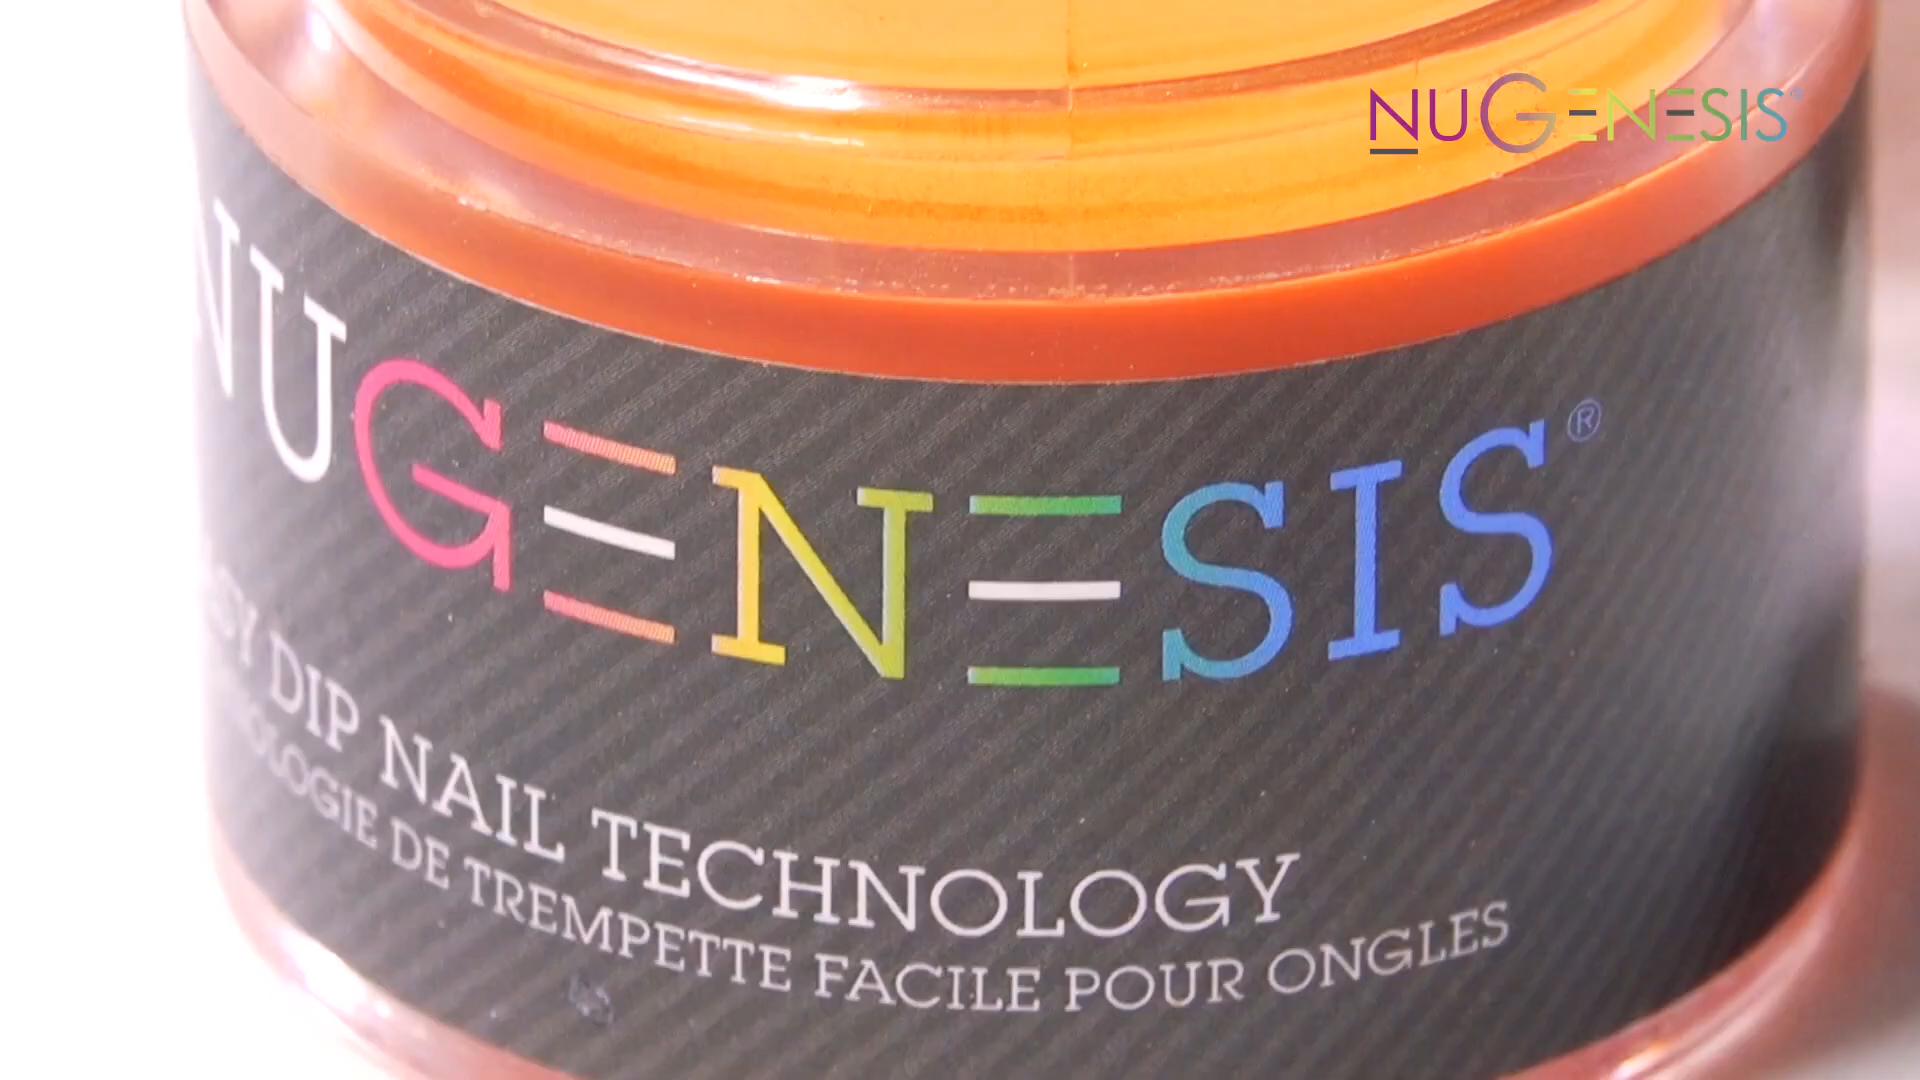 NUGENESIS®
NUGENESIS®
DIP NAIL TECHNOLOGY
DE TREMPETTE FACILE POUR ONGLES